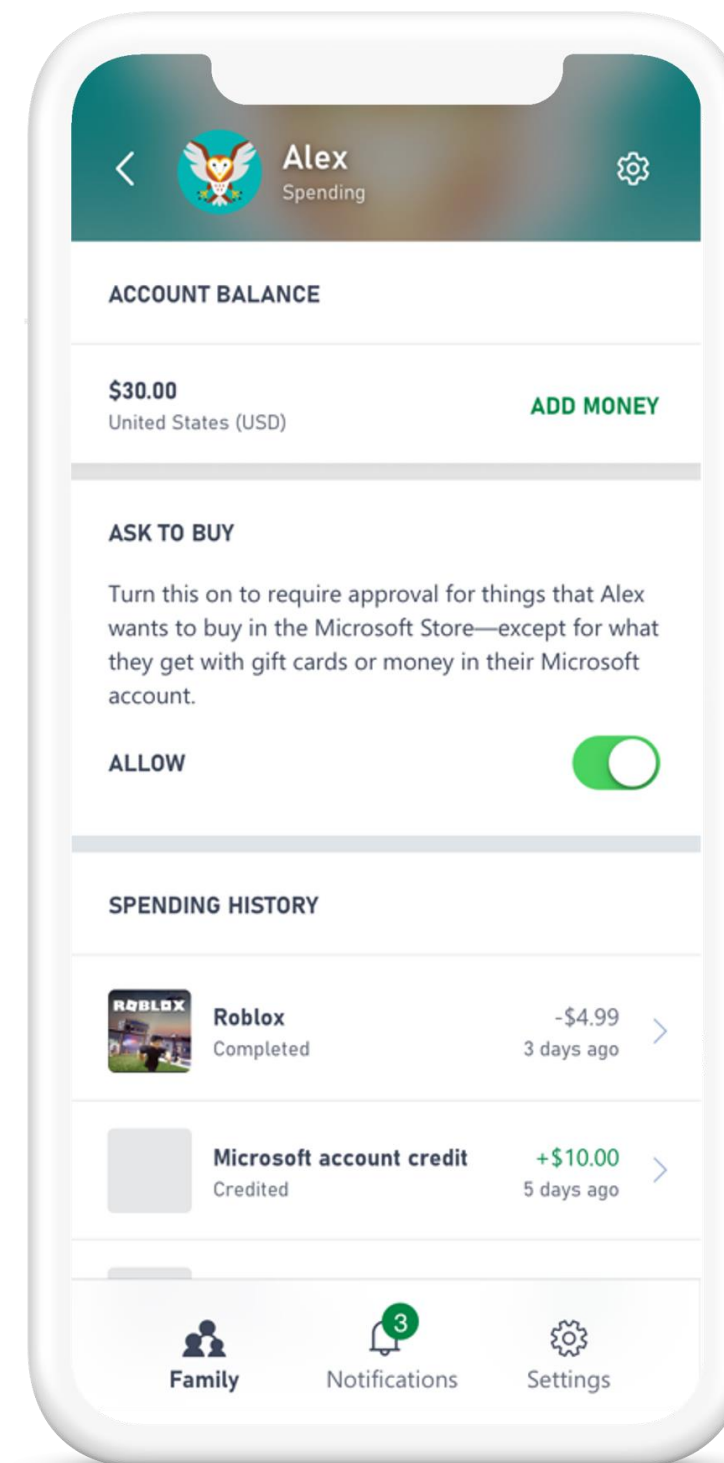 Alex
Spending
ACCOUNT BALANCE
$30.00
United States (USD)
ADD MONEY
ASK TO BUY
Turn this on to require approval for things that Alex
wants to buy in the Microsoft Store—except for what
they get with gift cards or money in their Microsoft
account.
ALLOW
SPENDING HISTORY
ROBLOX
Roblox
-$4.99
Completed
3 days ago
Microsoft account credit
+$10.00
Credited
5 days ago
3
Family
Notifications
Settings